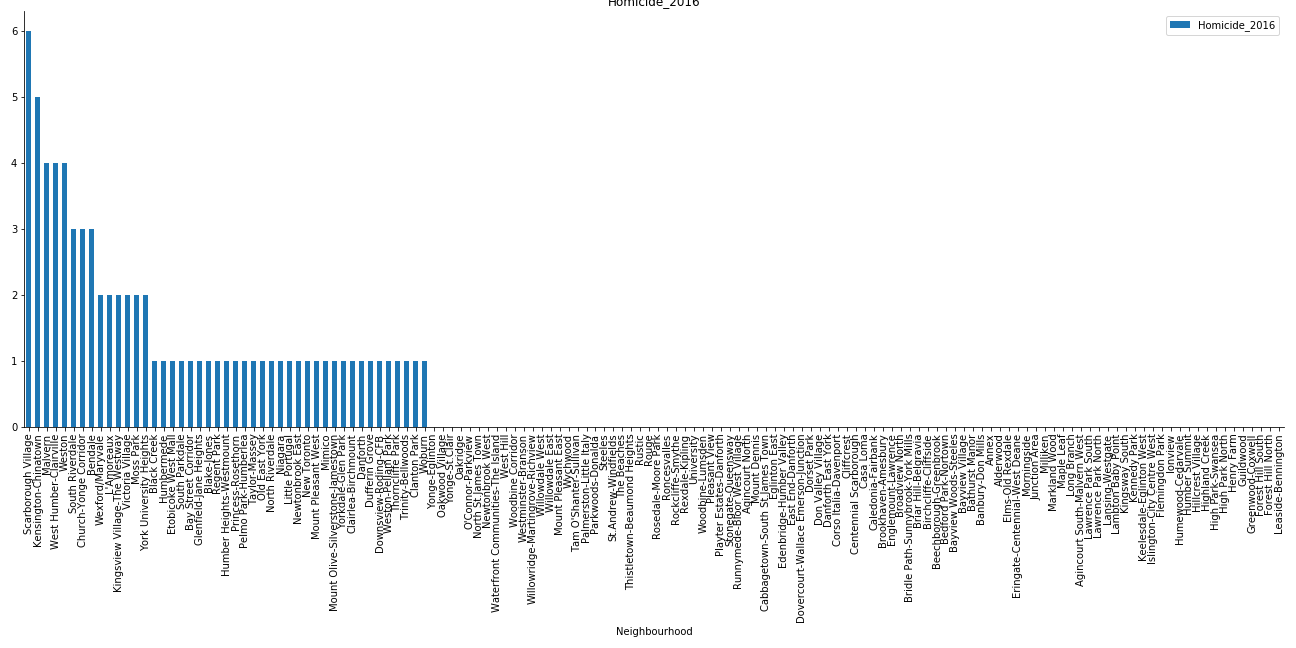 Homicide_2016
Homicide_2016
6
5
4
3
2
1
0
Scarborough Village
Kensington-Chinatown
Malvern
West Humber-Clairville
Weston
South Riverdale
Church-Yonge Corridor
Bendale
Wexford/Maryvale
L'Amoreaux
Kingsview Village-The Westway
Victoria Village
Moss Park
York University Heights
Black Creek
Humbermede
Etobicoke West Mall
South Parkdale
Bay Street Corridor
Glenfield-Jane Heights
Blake-Jones
Regent Park
Humber Heights-Westmount
Princess-Rosethorn
Pelmo Park-Humberlea
Taylor-Massey
Old East York
North Riverdale
Niagara
Little Portugal
Newtonbrook East
New Toronto
Mount Pleasant West
Mimico
Mount Olive-Silverstone-Jamestown
Yorkdale-Glen Park
Clairlea-Birchmount
Danforth
Dufferin Grove
Downsview-Roding-CFB
Weston-Pellam Park
Thorncliffe Park
Trinity-Bellwoods
Clanton Park
Woburn
Yonge-Eglinton
Oakwood Village
Yonge-St.Clair
Oakridge
O'Connor-Parkview
North St.James Town
Newtonbrook West
Waterfront Communities-The Island
West Hill
Woodbine Corridor
Westminster-Branson
Willowridge-Martingrove-Richview
Willowdale West
Willowdale East
Mount Pleasant East
Wychwood
Tam O'Shanter-Sullivan
Palmerston-Little Italy
Parkwoods-Donalda
Steeles
St.Andrew-Windfields
The Beaches
Thistletown-Beaumond Heights
Rustic
Rouge
Rosedale-Moore Park
Roncesvalles
Rockcliffe-Smythe
Rexdale-Kipling
University
Woodbine-Lumsden
Pleasant View
Playter Estates-Danforth
Stonegate-Queensway
Runnymede-Bloor West Village
Agincourt North
Mount Dennis
Cabbagetown-South St.James Town
Eglinton East
Edenbridge-Humber Valley
East End-Danforth
Dovercourt-Wallace Emerson-Junction
Dorset Park
Don Valley Village
Danforth East York
Corso Italia-Davenport
Cliffcrest
Centennial Scarborough
Casa Loma
Caledonia-Fairbank
Brookhaven-Amesbury
Englemount-Lawrence
Broadview North
Bridle Path-Sunnybrook-York Mills
Briar Hill-Belgravia
Birchcliffe-Cliffside
Beechborough-Greenbrook
Bedford Park-Nortown
Bayview Woods-Steeles
Bayview Village
Bathurst Manor
Banbury-Don Mills
Annex
Alderwood
Elms-Old Rexdale
Eringate-Centennial-West Deane
Morningside
Milliken
Junction Area
Markland Wood
Maple Leaf
Long Branch
Agincourt South-Malvern West
Lawrence Park South
Lawrence Park North
Lansing-Westgate
Lambton Baby Point
Kingsway South
Kennedy Park
Keelesdale-Eglinton West
Islington-City Centre West
Flemingdon Park
Ionview
Humewood-Cedarvale
Humber Summit
Hillcrest Village
Highland Creek
High Park-Swansea
High Park North
Henry Farm
Guildwood
Greenwood-Coxwell
Forest Hill South
Forest Hill North
Leaside-Bennington
Neighbourhood